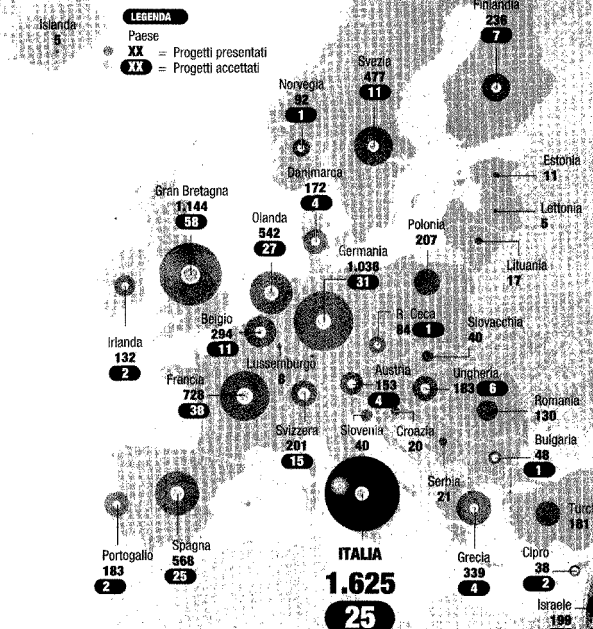 LEGENDA
Paese
XX = Progetti presentati
XX = Progetti accettati
Islanda
5
Finlandia
236
7
Svezia
477
11
Norvegia
92
1
Estonia
11
Danimarca
172
4
Lettonia
5
Gran Bretagna
1.144
58
Olanda
542
27
Polonia
207
Lituania
17
Germania
1.038
31
Irlanda
132
2
Belgio
294
11
R. Ceca
84 1
Slovacchia
40
Lussemburgo
8
Francia
728
38
Austria
153
4
Ungheria
183 6
Romania
130
Svizzera
201
15
Slovenia
40
Croazia
20
Bulgaria
48
1
Serbia
21
Turc
181
Portogallo
183
2
Spagna
568
25
ITALIA
1.625
25
Grecia
339
4
Cipro
38
2
Israele
199